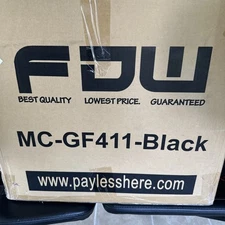 FDW
BEST QUALITY LOWEST PRICE. GUARANTEED
MC-GF411-Black
www.paylesshere.com